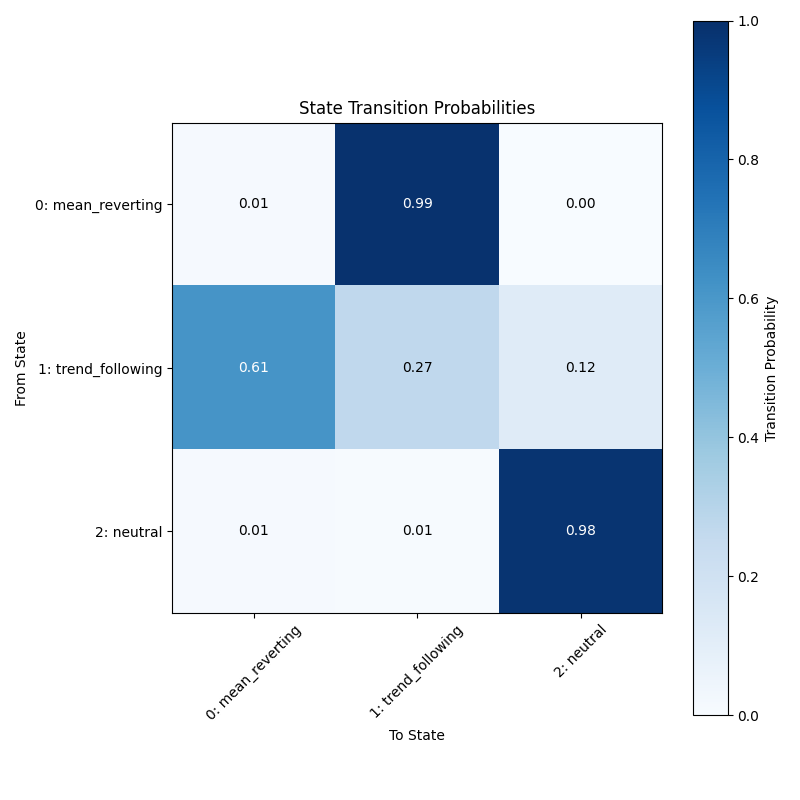 State Transition Probabilities
From State
0: mean_reverting
0.01
0.99
0.00
1: trend_following
0.61
0.27
0.12
2: neutral
0.01
0.01
0.98
0: mean_reverting
1: trend_following
2: neutral
To State
1.0
0.8
0.6
0.4
0.2
0.0
Transition Probability